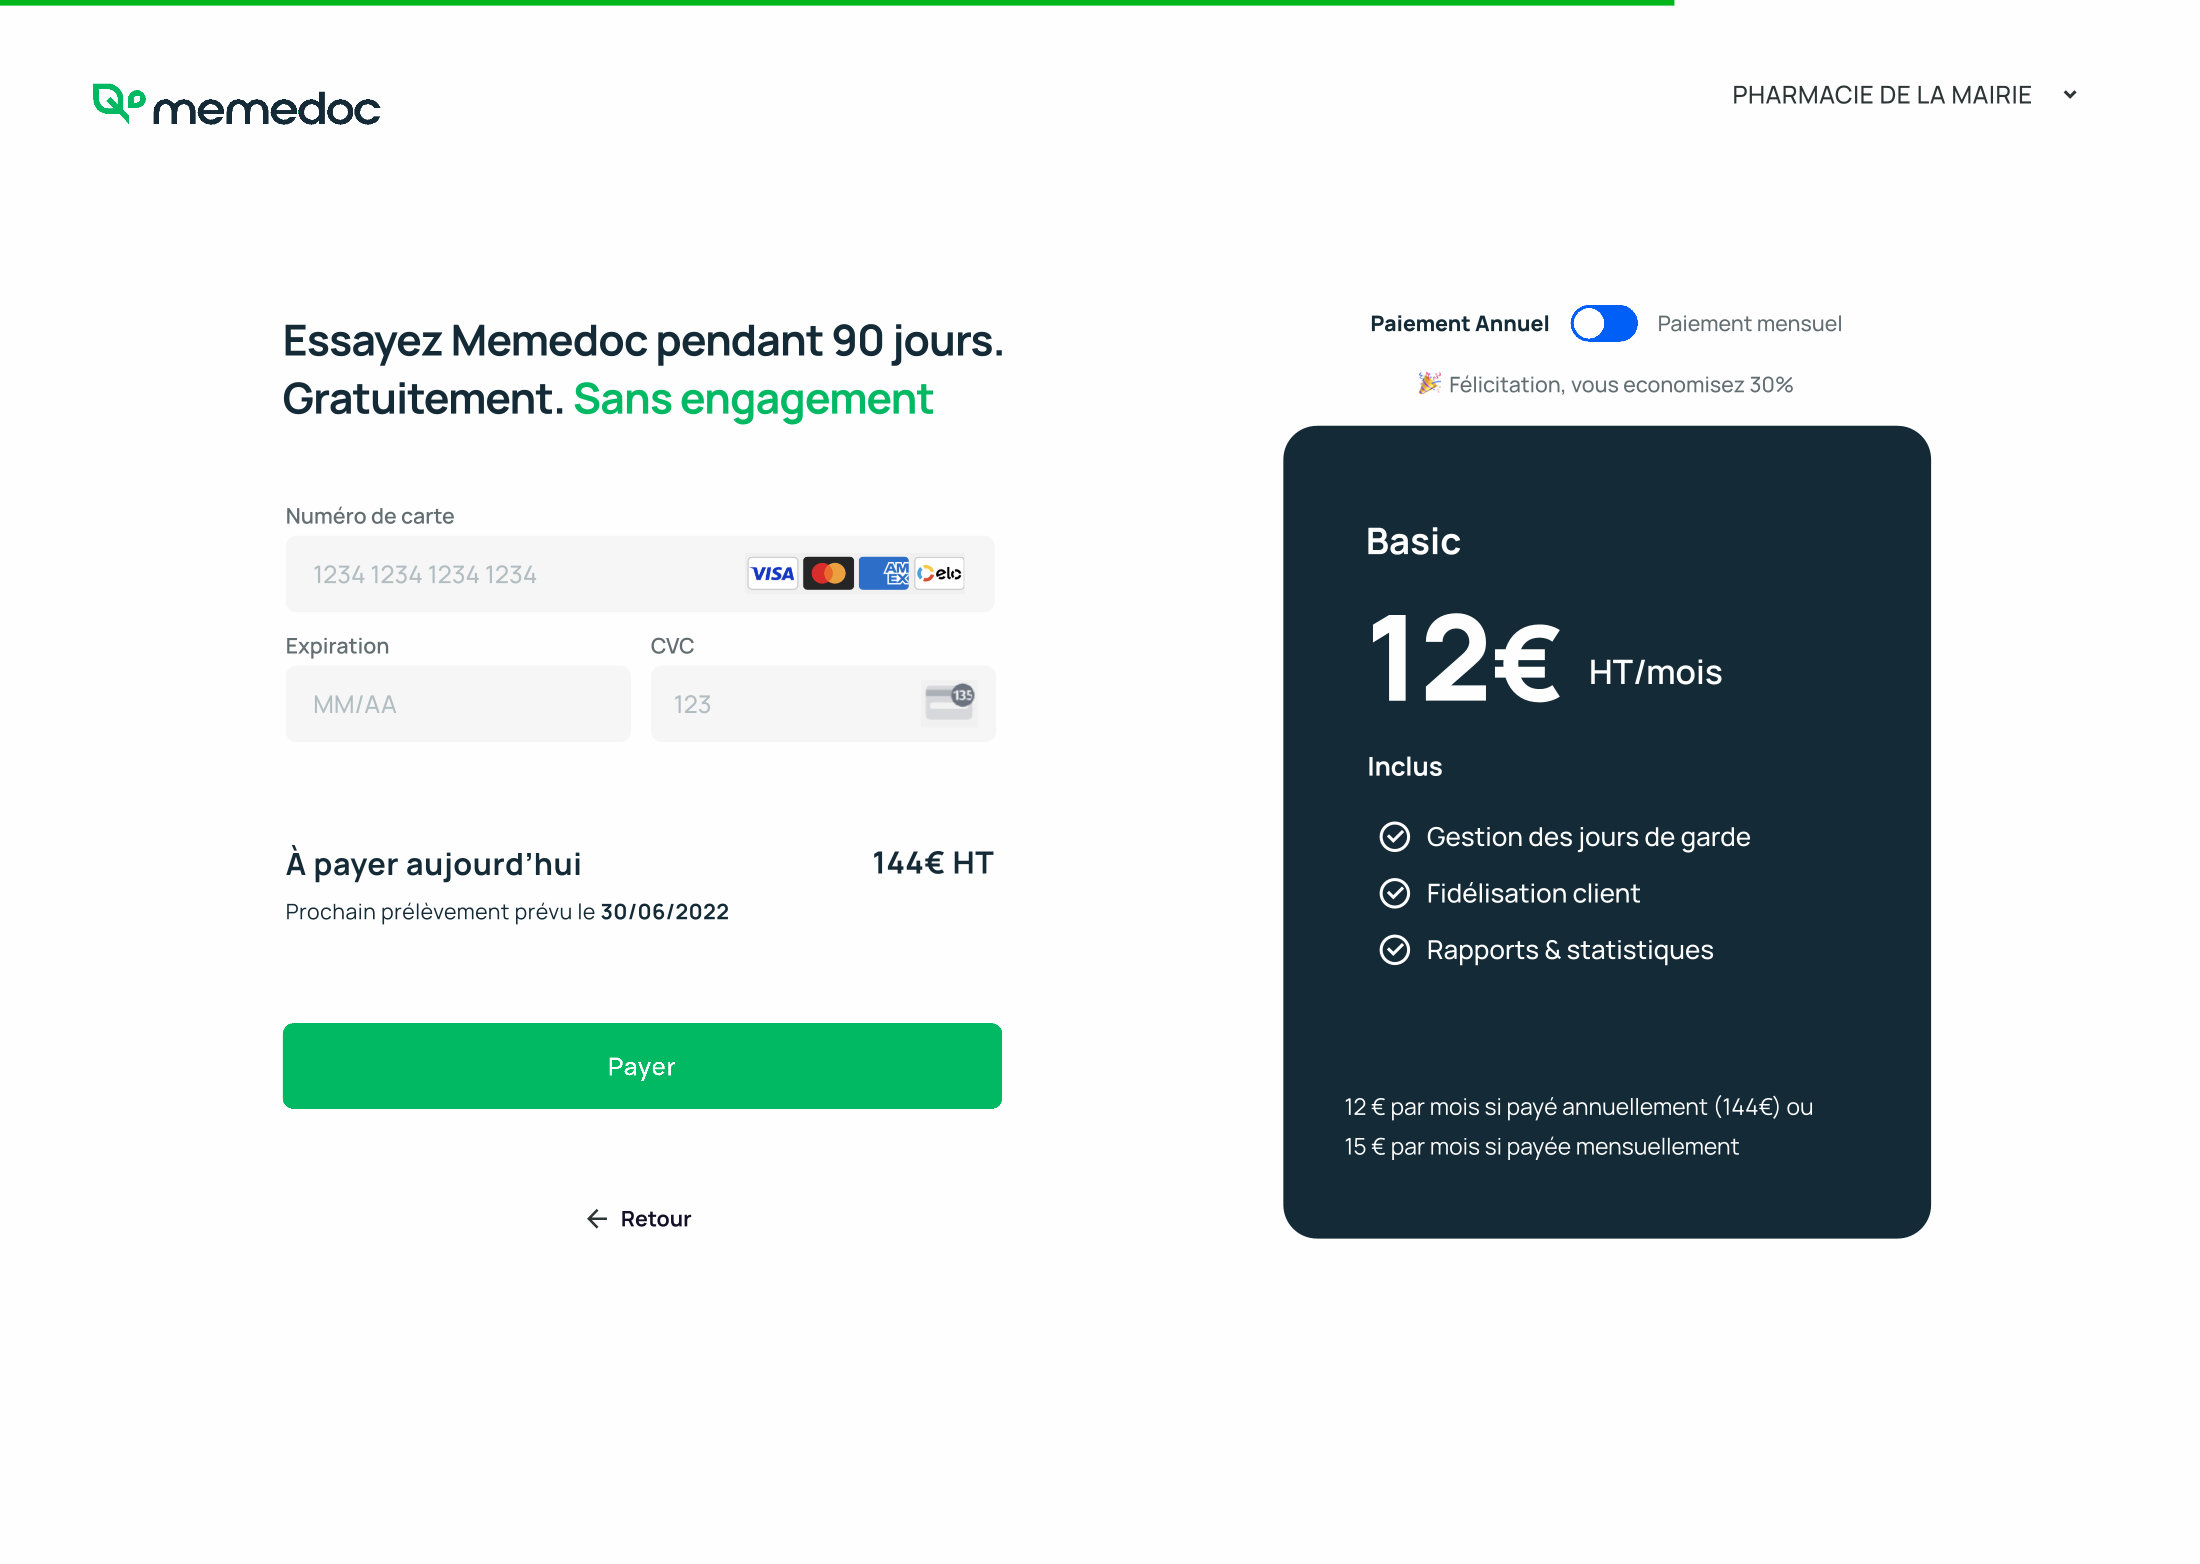 memedoc
PHARMACIE DE LA MAIRIE
Essayez Memedoc pendant 90 jours.
Gratuitement. Sans engagement
Numéro de carte
1234 1234 1234 1234
VISA
AM
EX
elo
Expiration
CVC
MM/AA
123
135
À payer aujourd’hui
144€ HT
Prochain prélèvement prévu le 30/06/2022
Payer
Retour
Paiement Annuel
Paiement mensuel
Félicitation, vous economisez 30%
Basic
12€ HT/mois
Inclus
Gestion des jours de garde
Fidélisation client
Rapports & statistiques
12 € par mois si payé annuellement (144€) ou
15 € par mois si payée mensuellement